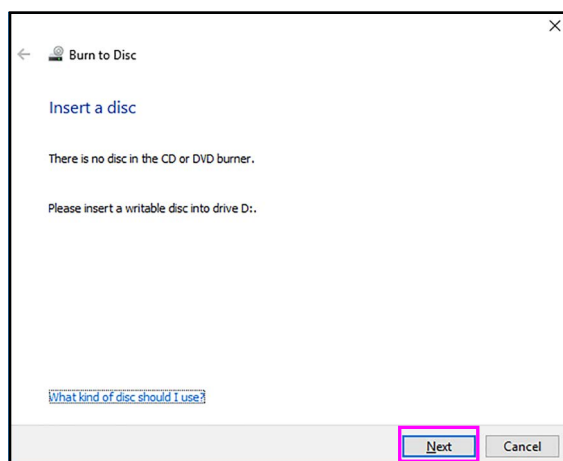 Burn to Disc
Insert a disc
There is no disc in the CD or DVD burner.
Please insert a writable disc into drive D:.
What kind of disc should I use?
Next Cancel